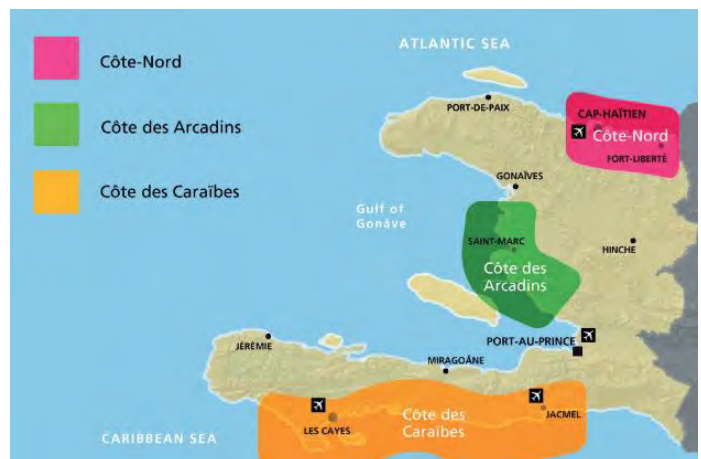 ATLANTIC SEA
Côte-Nord
Côte des Arcadins
Côte des Caraïbes
PORT-DE-PAIX
CAP-HAÏTIEN
Côte-Nord
FORT-LIBERTÉ
GONAÏVES
Gulf of
Gonâve
SAINT-MARC
HINCHE
Côte des
Arcadins
JÉRÉMIE
PORT-AU-PRINCE
MIRAGOÂNE
LES CAYES
Côte des
Caraïbes
JACMEL
CARIBBEAN SEA